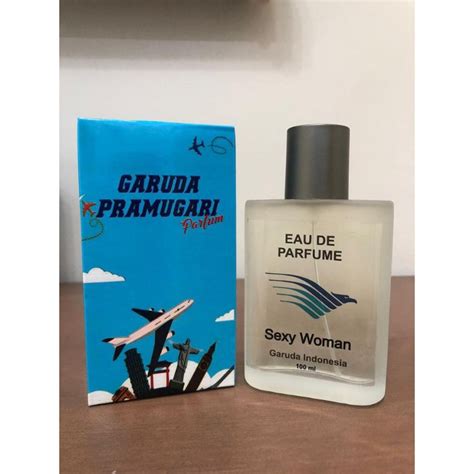 GARUDA
PRAMUGARI
Parfum
EAU DE
PARFUME
Sexy Woman
Garuda Indonesia
100 ml